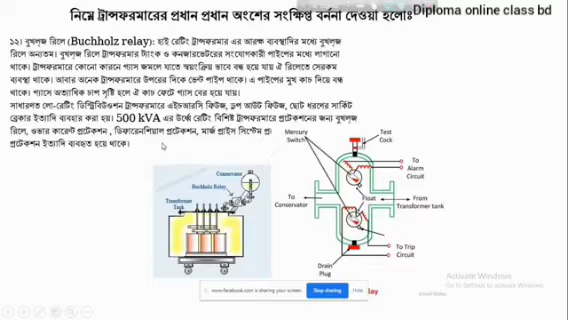 নিম্নে ট্রান্সফরমারের প্রধান প্রধান অংশের সংক্ষিপ্ত বর্ননা দেওয়া হলোঃ
Diploma online class bd
১২। বুখলজ রিলে (Buchholz relay): হাই রেটিং ট্রান্সফরমার এর আরক্ষ ব্যবস্থাদির মধ্যে বুখলজ
রিলে অন্যতম। বুখলজ রিলে ট্রান্সফরমার ট্যাংক ও কনজারভেটরের সংযোগকারী পাইপের মধ্যে লাগানো
থাকে। ট্রান্সফরমারে কোনো কারনে গ্যাস জমলে যাতে স্বয়ংক্রিয় ভাবে বন্ধ হয়ে যায় ঐ রিলেতে সেরকম
ব্যবস্থা থাকে। আবার অনেক ট্রান্সফরমারে উপরের দিকে ভেন্ট পাইপ থাকে। এ পাইপের মুখ কাচ দিয়ে বন্ধ
থাকে। গ্যাসে অত্যাধিক চাপ সৃষ্টি হলে ঐ কাচ ফেটে গ্যাস বের হয়ে যায়।
সাধারণত লো-রেটিং ডিস্ট্রিবিউশন ট্রান্সফরমারে এইচআরসি ফিউজ, ড্রপ আউট ফিউজ, ছোট ধরণের সার্কিট
ব্রেকার ইত্যাদি ব্যবহার করা হয়। 500 kVA এর উর্ধ্বে রেটিং বিশিষ্ট ট্রান্সফরমারে প্রটেকশনের জন্য বুখলজ
রিলে, ওভার কারেন্ট প্রটেকশন , ডিফারেনশিয়াল প্রটেকশন, মার্জ প্রাইস সিস্টেম
প্রটেকশন ইত্যাদি ব্যবহৃত হয়ে থাকে।
Mercury
Switch
Test
Cock
To
Alarm
Circuit
Float
To
Conservator
From
Transformer tank
To Trip
Circuit
Drain
Plug
Conservator
Buchholz Relay
Transformer
Tank
Activate Windows
Go to Settings to activate Windows.
www.facebook.com is sharing your screen.
Stop sharing
Hide
lay